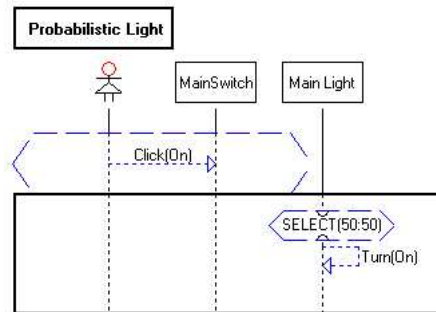 Probabilistic Light
MainSwitch
Main Light
Click(On)
SELECT(50:50)
Turn(On)